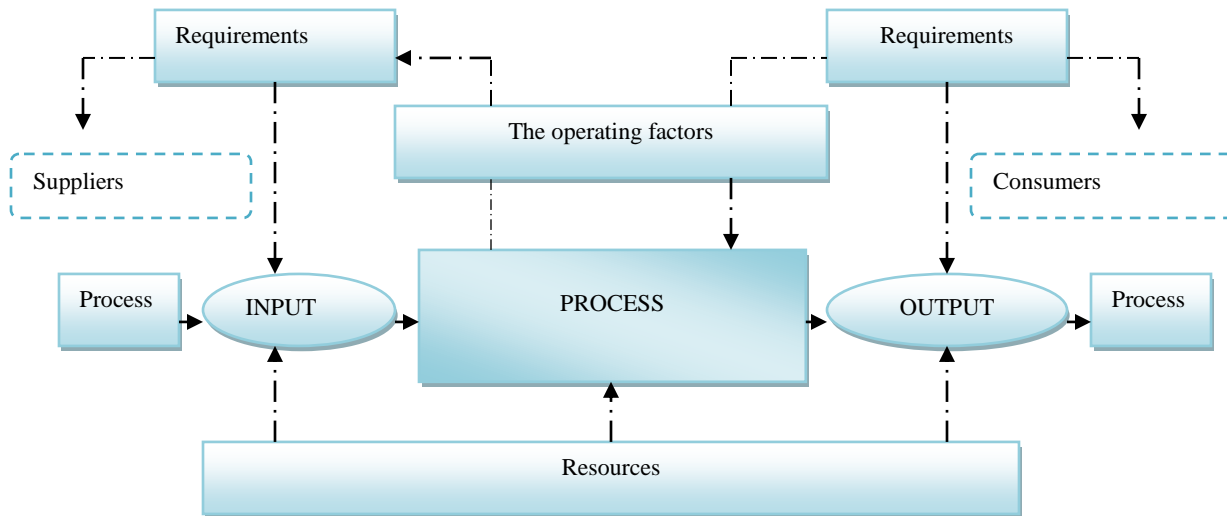 Requirements
Requirements
The operating factors
Suppliers
Consumers
Process
INPUT
PROCESS
OUTPUT
Process
Resources